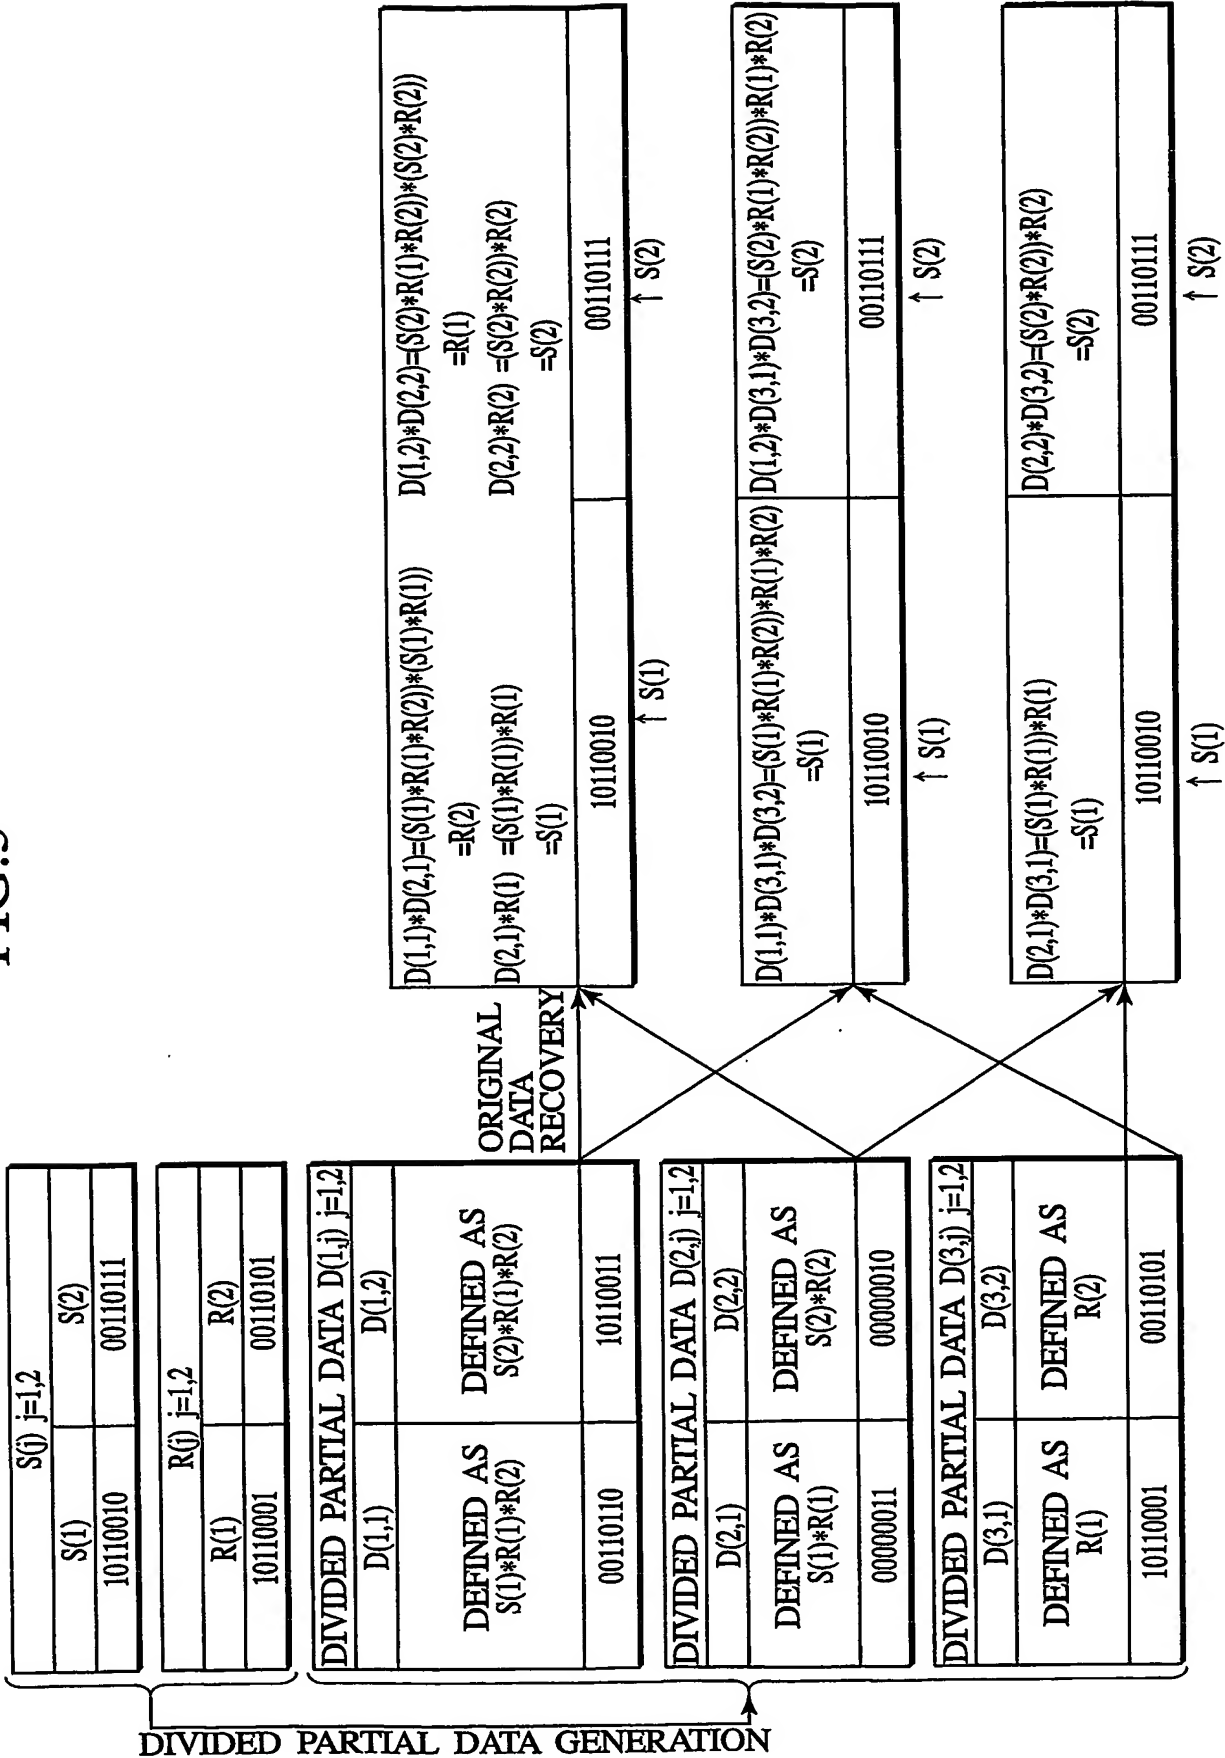 S(j) j=1,2
S(1) S(2)
10110010 00110111
R(j) j=1,2
R(1) R(2)
10110001 00110101
DIVIDED PARTIAL DATA GENERATION
DIVIDED PARTIAL DATA D(1,j) j=1,2
D(1,1) D(1,2)
DEFINED AS DEFINED AS
S(1)*R(1)*R(2) S(2)*R(1)*R(2)
00110110 10110011
DIVIDED PARTIAL DATA D(2,j) j=1,2
D(2,1) D(2,2)
DEFINED AS DEFINED AS
S(1)*R(1) S(2)*R(2)
00000011 00000010
DIVIDED PARTIAL DATA D(3,j) j=1,2
D(3,1) D(3,2)
DEFINED AS DEFINED AS
R(1) R(2)
10110001 00110101
ORIGINAL
DATA
RECOVERY
D(1,1)*D(2,1)=(S(1)*R(1)*R(2))*(S(1)*R(1)) D(1,2)*D(2,2)=(S(2)*R(1)*R(2))*(S(2)*R(2))
=R(2) =R(1)
D(2,1)*R(1) =(S(1)*R(1))*R(1) D(2,2)*R(2) =(S(2)*R(2))*R(2)
=S(1) =S(2)
10110010 00110111
↑ S(1) ↑ S(2)
D(1,1)*D(3,1)*D(3,2)=(S(1)*R(1)*R(2))*R(1)*R(2) D(1,2)*D(3,1)*D(3,2)=(S(2)*R(1)*R(2))*R(1)*R(2)
=S(1) =S(2)
10110010 00110111
↑ S(1) ↑ S(2)
D(2,1)*D(3,1)=(S(1)*R(1))*R(1) D(2,2)*D(3,2)=(S(2)*R(2))*R(2)
=S(1) =S(2)
10110010 00110111
↑ S(1) ↑ S(2)